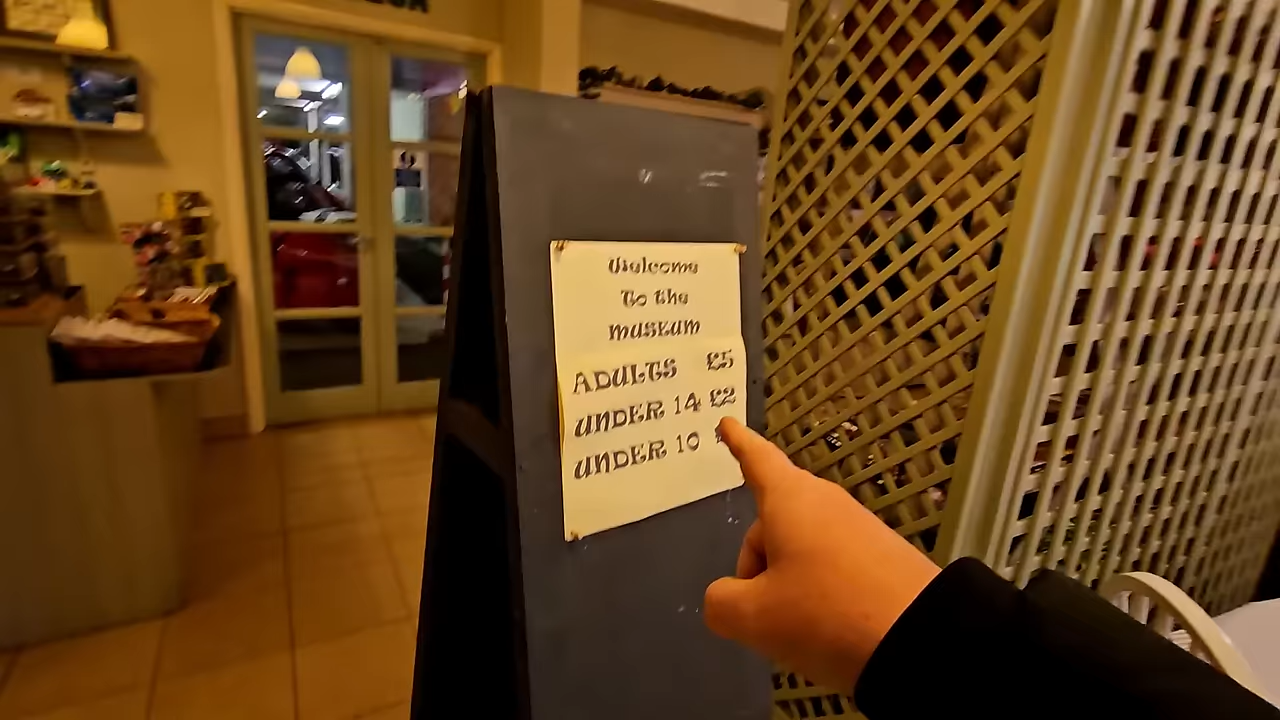 Welcome
To the
museum
ADULTS £5
UNDER 14 £2
UNDER 10